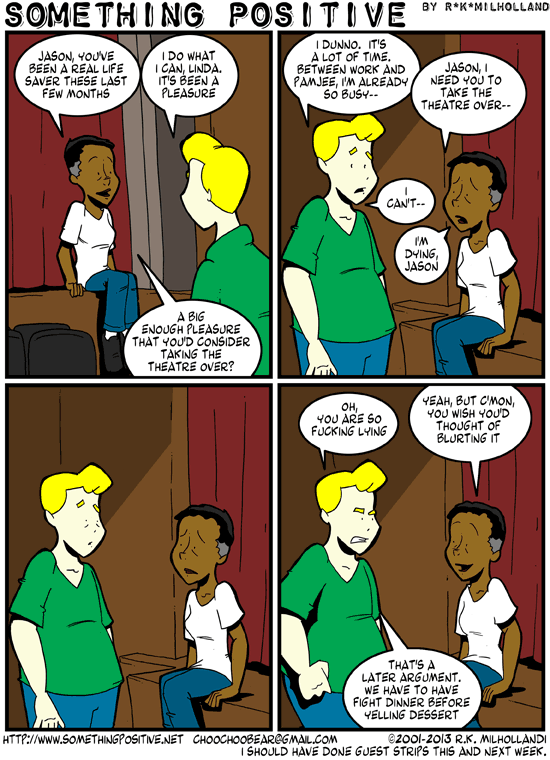 SOMETHING POSITIVE BY R*K*MILHOLLAND
JASON, YOU'VE
BEEN A REAL LIFE
SAVER THESE LAST
FEW MONTHS
I DO WHAT
I CAN, LINDA.
IT'S BEEN A
PLEASURE
A BIG
ENOUGH PLEASURE
THAT YOU'D CONSIDER
TAKING THE
THEATRE OVER?
I DUNNO. IT'S
A LOT OF TIME.
BETWEEN WORK AND
PAMJEE, I'M ALREADY
SO BUSY--
JASON, I
NEED YOU TO
TAKE THE
THEATRE OVER--
I
CAN'T--
I'M
DYING,
JASON
OH,
YOU ARE SO
FUCKING LYING
YEAH, BUT C'MON,
YOU WISH YOU'D
THOUGHT OF
BLURTING IT
THAT'S A
LATER ARGUMENT.
WE HAVE TO HAVE
FIGHT DINNER BEFORE
YELLING DESSERT
HTTP://WWW.SOMETHINGPOSITIVE.NET CHOOCHOOBEAR@GMAIL.COM ©2001-2013 R.K. MILHOLLAND!
I SHOULD HAVE DONE GUEST STRIPS THIS AND NEXT WEEK.